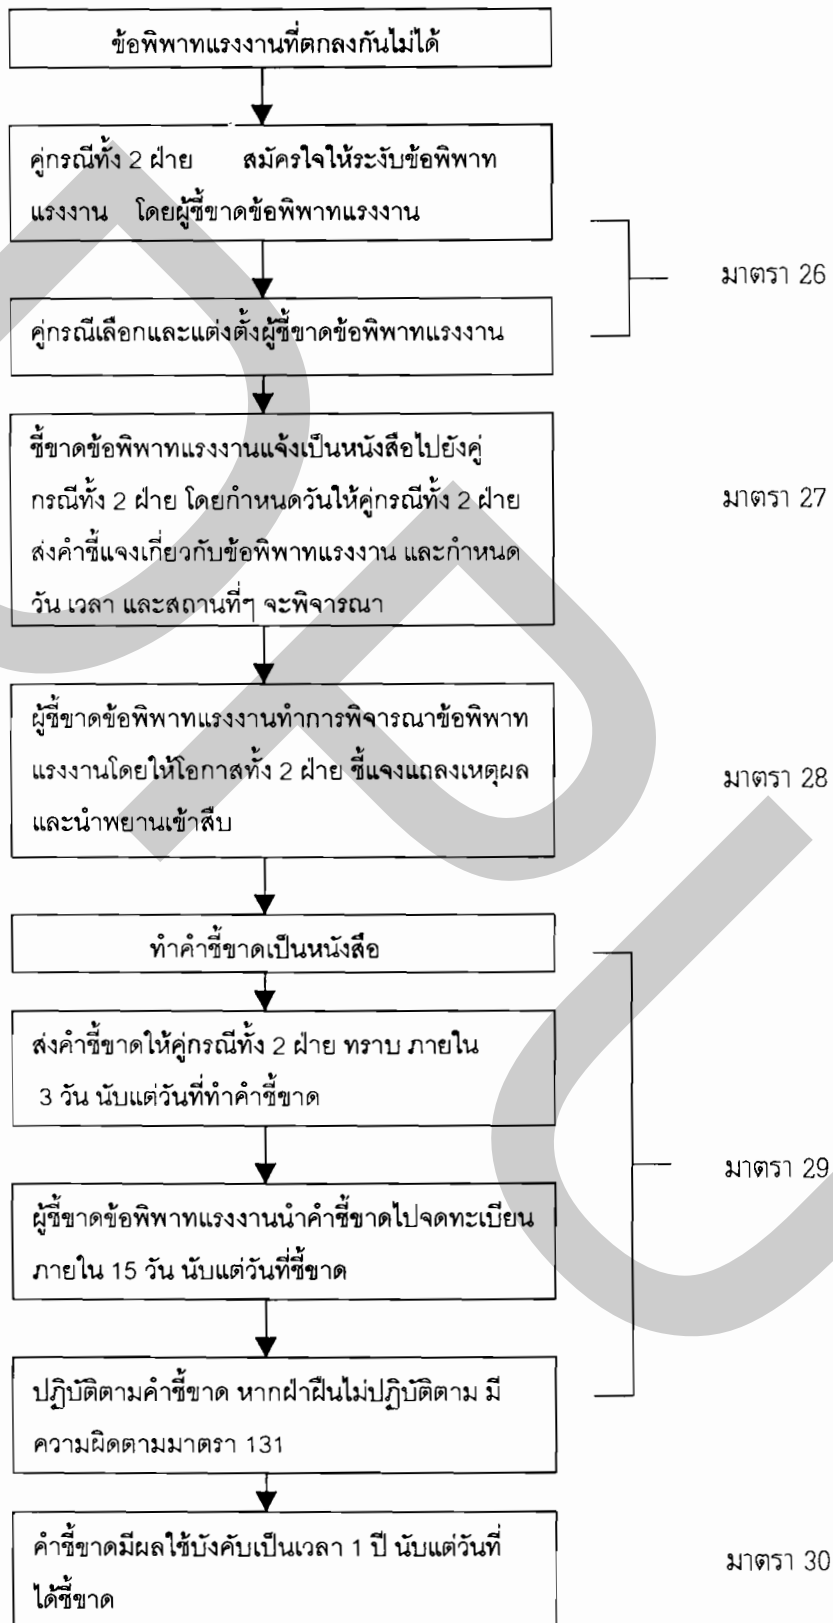 ข้อพิพาทแรงงานที่ตกลงกันไม่ได้
คู่กรณีทั้ง 2 ฝ่าย สมัครใจให้ระงับข้อพิพาท
แรงงาน โดยผู้ชี้ขาดข้อพิพาทแรงงาน
มาตรา 26
คู่กรณีเลือกและแต่งตั้งผู้ชี้ขาดข้อพิพาทแรงงาน
ชี้ขาดข้อพิพาทแรงงานแจ้งเป็นหนังสือไปยังคู่
กรณีทั้ง 2 ฝ่าย โดยกำหนดวันให้คู่กรณีทั้ง 2 ฝ่าย
ส่งคำชี้แจงเกี่ยวกับข้อพิพาทแรงงาน และกำหนด
วัน เวลา และสถานที่ๆ จะพิจารณา
มาตรา 27
ผู้ชี้ขาดข้อพิพาทแรงงานทำการพิจารณาข้อพิพาท
แรงงานโดยให้โอกาสทั้ง 2 ฝ่าย ชี้แจงแถลงเหตุผล
และนำพยานเข้าสืบ
มาตรา 28
ทำคำชี้ขาดเป็นหนังสือ
ส่งคำชี้ขาดให้คู่กรณีทั้ง 2 ฝ่าย ทราบ ภายใน
3 วัน นับแต่วันที่ทำคำชี้ขาด
มาตรา 29
ผู้ชี้ขาดข้อพิพาทแรงงานนำคำชี้ขาดไปจดทะเบียน
ภายใน 15 วัน นับแต่วันที่ชี้ขาด
ปฏิบัติตามคำชี้ขาด หากฝ่าฝืนไม่ปฏิบัติตาม มี
ความผิดตามมาตรา 131
คำชี้ขาดมีผลใช้บังคับเป็นเวลา 1 ปี นับแต่วันที่
ได้ชี้ขาด
มาตรา 30
DPU